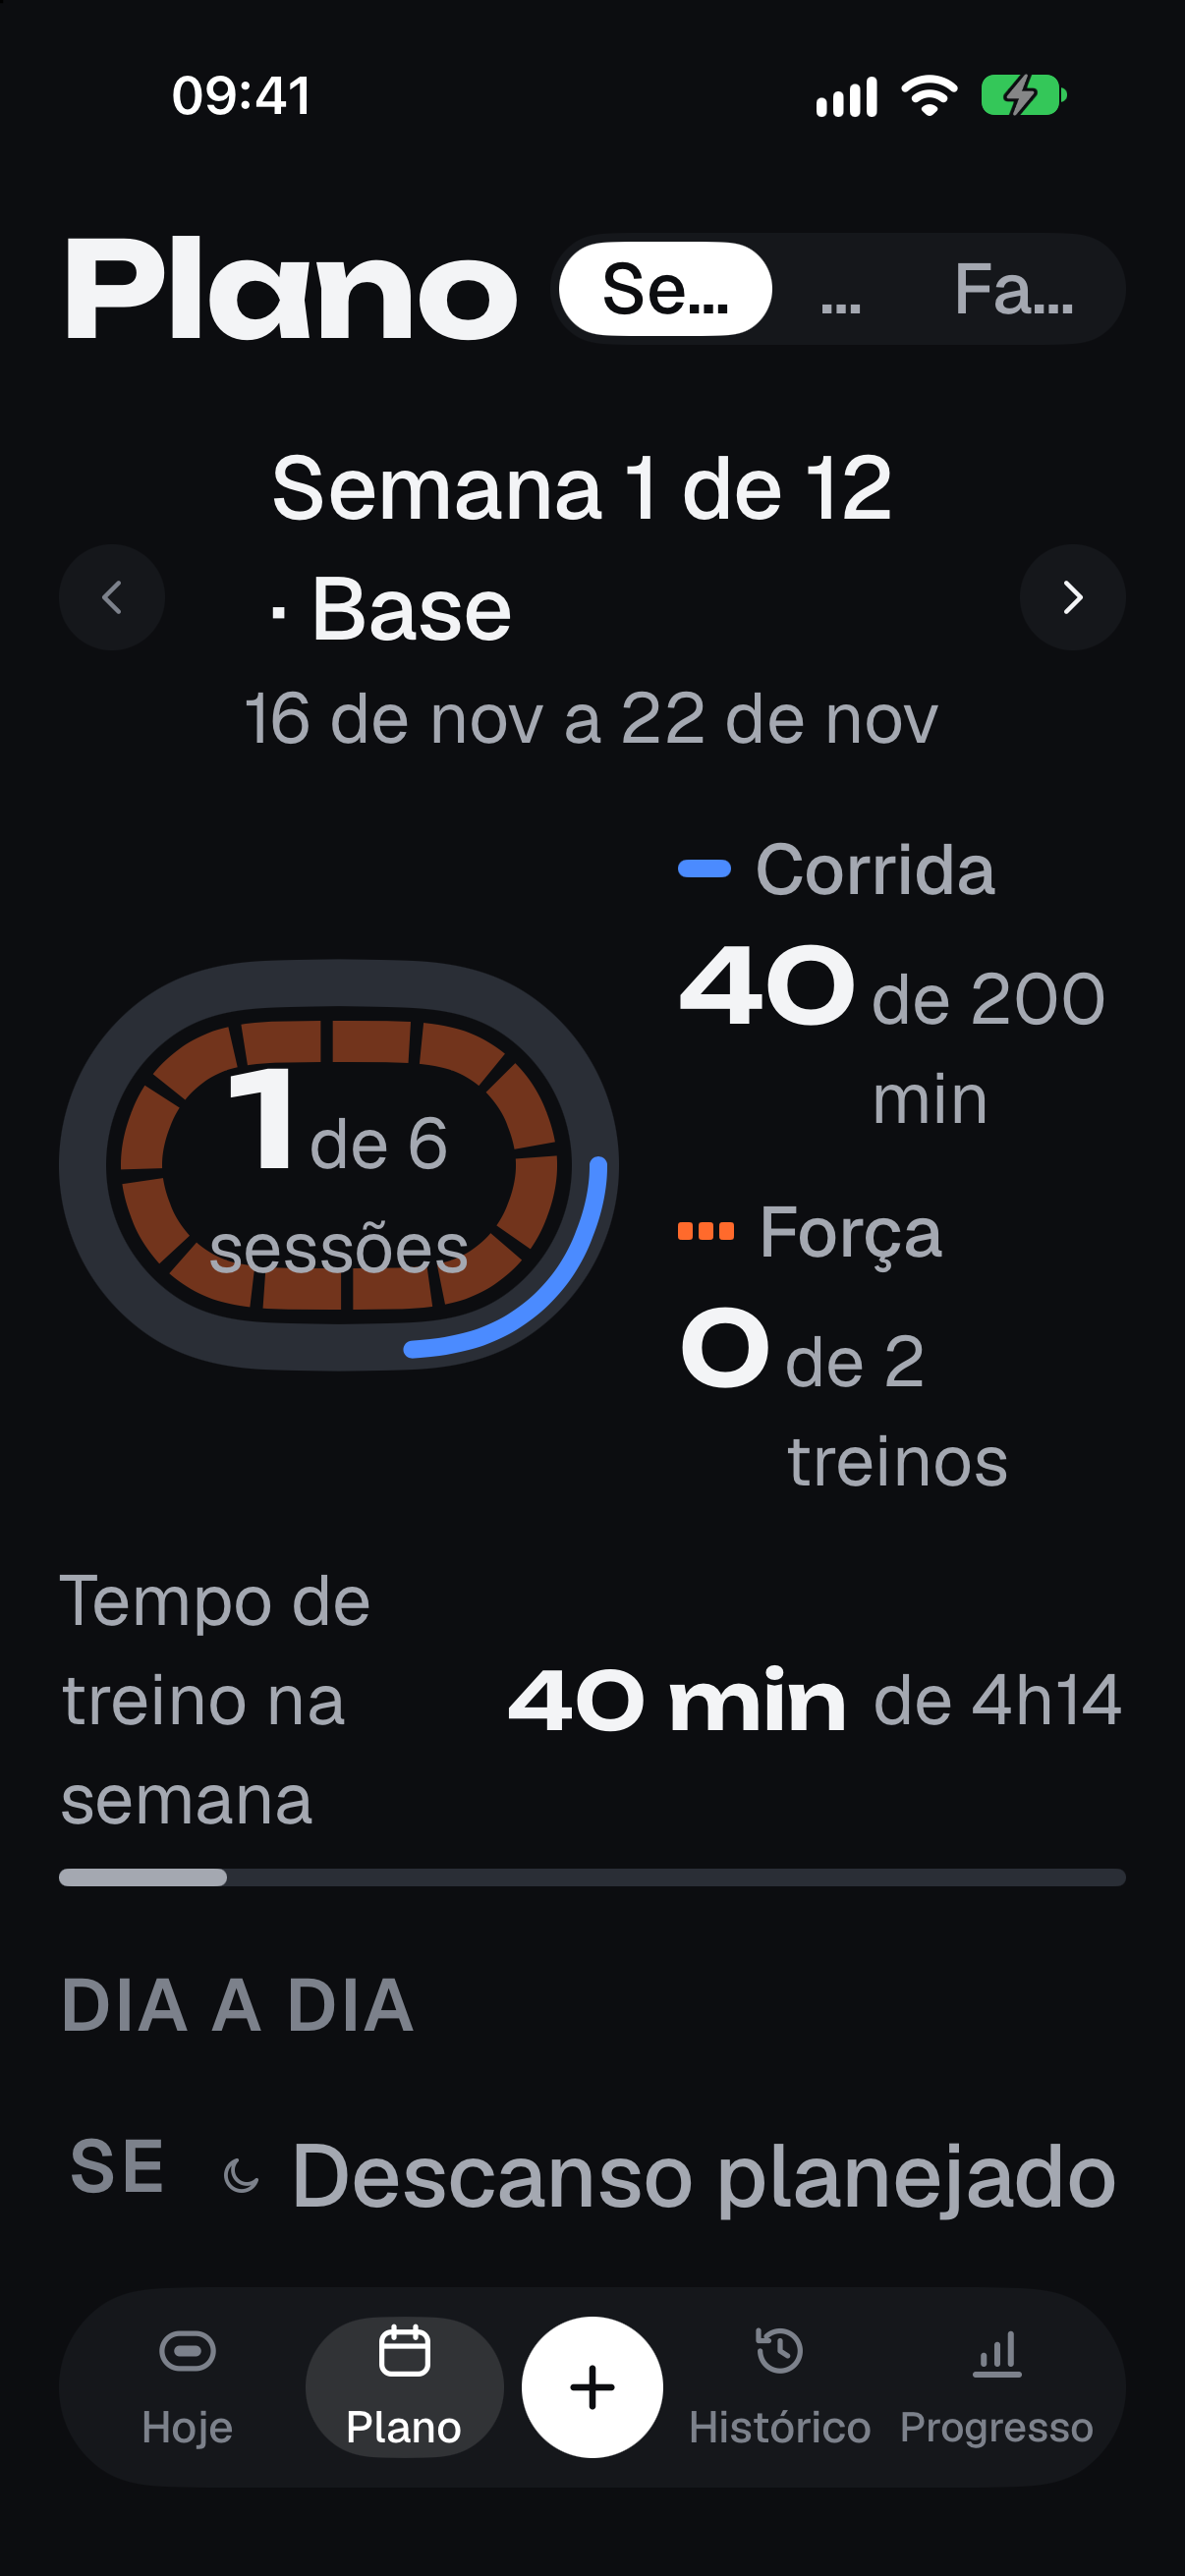 09:41
Plano
Se...
...
Fa...
Semana 1 de 12
· Base
16 de nov a 22 de nov
Corrida
40 de 200
min
1 de 6
sessões
Força
0 de 2
treinos
Tempo de
treino na
semana
40 min de 4h14
DIA A DIA
SE
Descanso planejado
Hoje
Plano
Histórico
Progresso